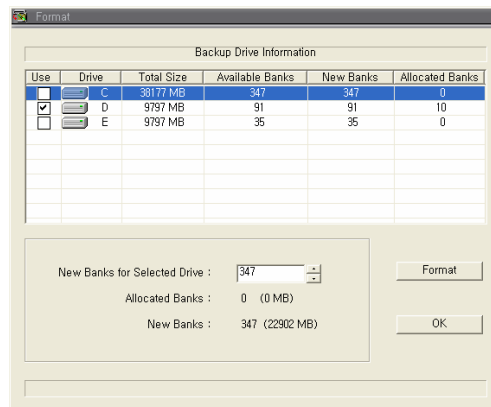 Format
Backup Drive Information
Use Drive Total Size Available Banks New Banks Allocated Banks
C 38177 MB 347 347 0
D 9797 MB 91 91 10
E 9797 MB 35 35 0
New Banks for Selected Drive : 347
Format
Allocated Banks : 0 (0 MB)
New Banks : 347 (22902 MB)
OK